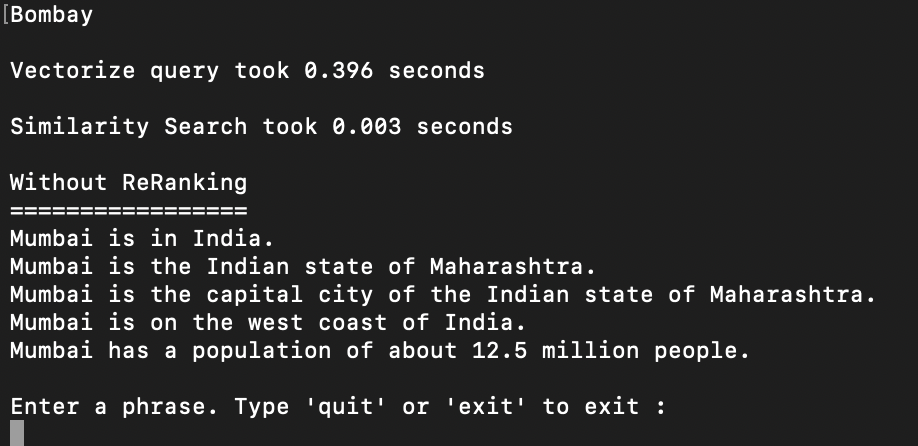 [Bombay
Vectorize query took 0.396 seconds
Similarity Search took 0.003 seconds
Without ReRanking
=================
Mumbai is in India.
Mumbai is the Indian state of Maharashtra.
Mumbai is the capital city of the Indian state of Maharashtra.
Mumbai is on the west coast of India.
Mumbai has a population of about 12.5 million people.
Enter a phrase. Type 'quit' or 'exit' to exit :